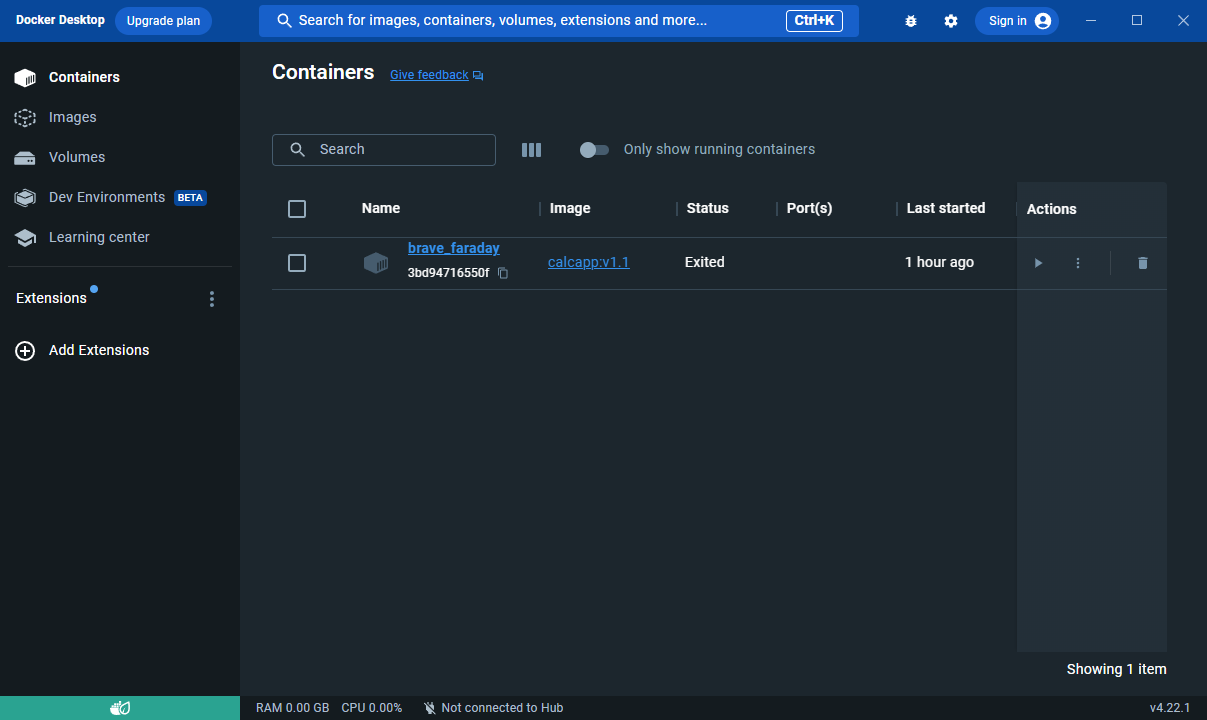 Docker Desktop Upgrade plan Search for images, containers, volumes, extensions and more... Ctrl+K Sign in
Containers
Images
Volumes
Dev Environments BETA
Learning center
Extensions
Add Extensions
Containers Give feedback
Search Only show running containers
Name Image Status Port(s) Last started Actions
brave_faraday
3bd94716550f calcapp:v1.1 Exited 1 hour ago
Showing 1 item
RAM 0.00 GB CPU 0.00% Not connected to Hub v4.22.1